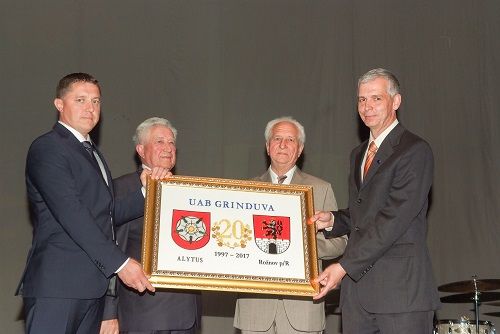 UAB GRINDUVA
20
ALYTUS
1997 - 2017
Rožnov p/R